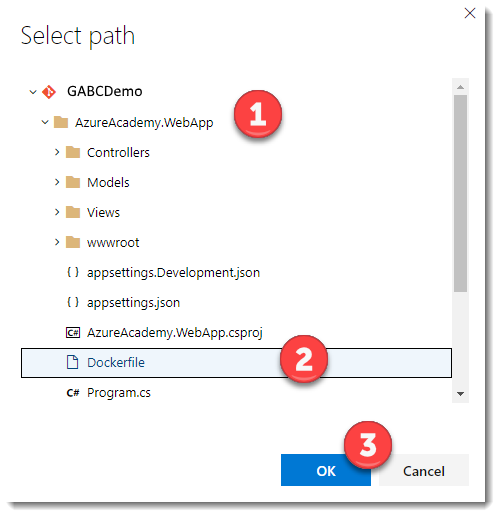 Select path
GABCDemo
AzureAcademy.WebApp
1
Controllers
Models
Views
wwwroot
{ } appsettings.Development.json
{ } appsettings.json
C# AzureAcademy.WebApp.csproj
Dockerfile
2
C# Program.cs
3
OK
Cancel